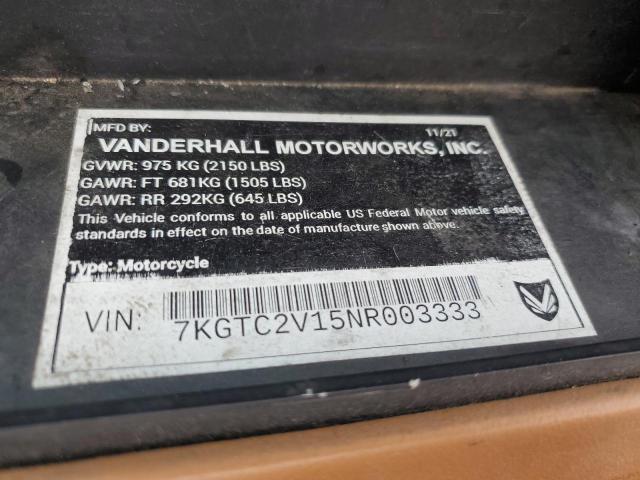 MFD BY: 11/21
VANDERHALL MOTORWORKS, INC.
GVWR: 975 KG (2150 LBS)
GAWR: FT 681KG (1505 LBS)
GAWR: RR 292KG (645 LBS)
This Vehicle conforms to all applicable US Federal Motor vehicle safety
standards in effect on the date of manufacture shown above.
Type: Motorcycle
VIN: 7KGTC2V15NR003333